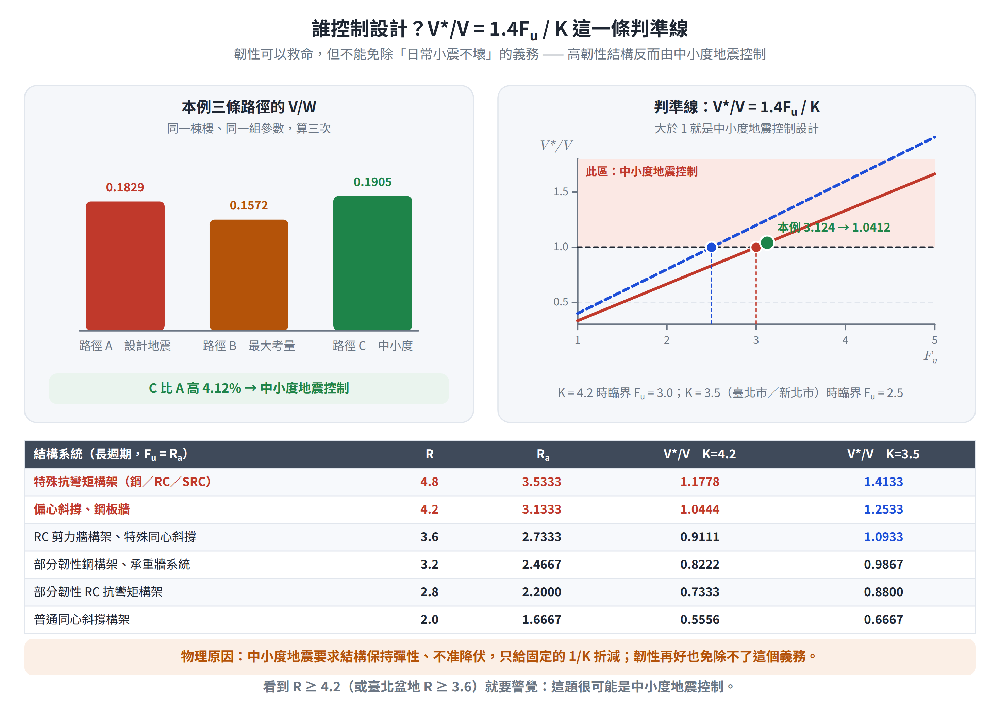 誰控制設計？V*/V = 1.4Fu / K 這一條判準線
韌性可以救命，但不能免除「日常小震不壞」的義務 —— 高韌性結構反而由中小度地震控制
本例三條路徑的 V/W
同一棟樓、同一組參數，算三次
0.1829
0.1572
0.1905
路徑 A　設計地震
路徑 B　最大考量
路徑 C　中小度
C 比 A 高 4.12% → 中小度地震控制
判準線：V*/V = 1.4Fu / K
大於 1 就是中小度地震控制設計
V*/V
此區：中小度地震控制
1.5
本例 3.124 → 1.0412
1.0
0.5
1 2 3 4 5
Fu
K = 4.2 時臨界 Fu = 3.0；K = 3.5（臺北市／新北市）時臨界 Fu = 2.5
結構系統（長週期，Fu = Ra） R Ra V*/V　K=4.2 V*/V　K=3.5
特殊抗彎矩構架（鋼／RC／SRC） 4.8 3.5333 1.1778 1.4133
偏心斜撐、鋼板牆 4.2 3.1333 1.0444 1.2533
RC 剪力牆構架、特殊同心斜撐 3.6 2.7333 0.9111 1.0933
部分韌性鋼構架、承重牆系統 3.2 2.4667 0.8222 0.9867
部分韌性 RC 抗彎矩構架 2.8 2.2000 0.7333 0.8800
普通同心斜撐構架 2.0 1.6667 0.5556 0.6667
物理原因：中小度地震要求結構保持彈性、不准降伏，只給固定的 1/K 折減；韌性再好也免除不了這個義務。
看到 R ≥ 4.2（或臺北盆地 R ≥ 3.6）就要警覺：這題很可能是中小度地震控制。